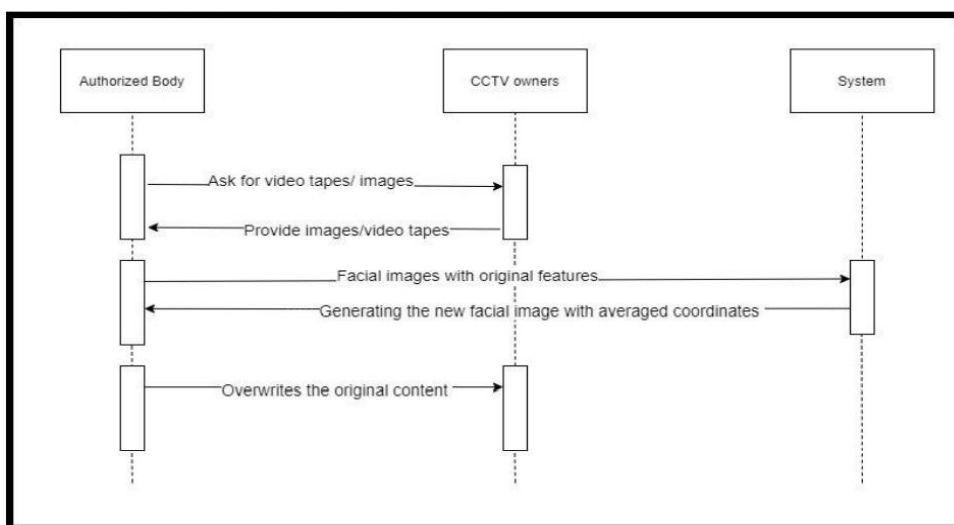 Authorized Body
CCTV owners
System
Ask for video tapes/ images
Provide images/video tapes
Facial images with original features
Generating the new facial image with averaged coordinates
Overwrites the original content